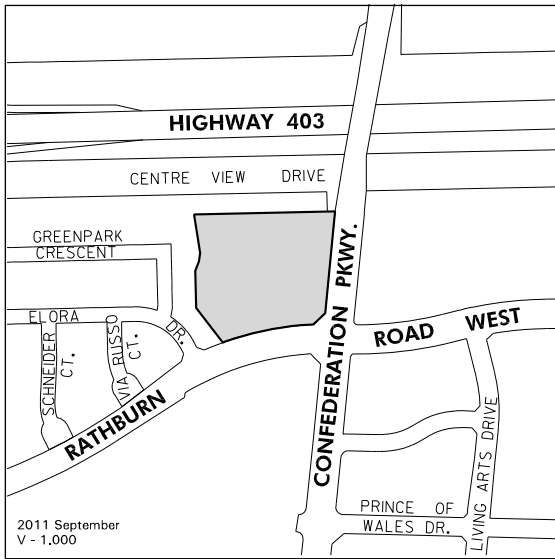 HIGHWAY 403
CENTRE VIEW DRIVE
GREENPARK
CRESCENT
CONFEDERATION PKWY.
ELORA
DR.
SCHNEIDER
CT.
VIA RUSSO
CT.
ROAD WEST
RATHBURN
LIVING ARTS DRIVE
PRINCE OF
WALES DR.
2011 September
V - 1,000